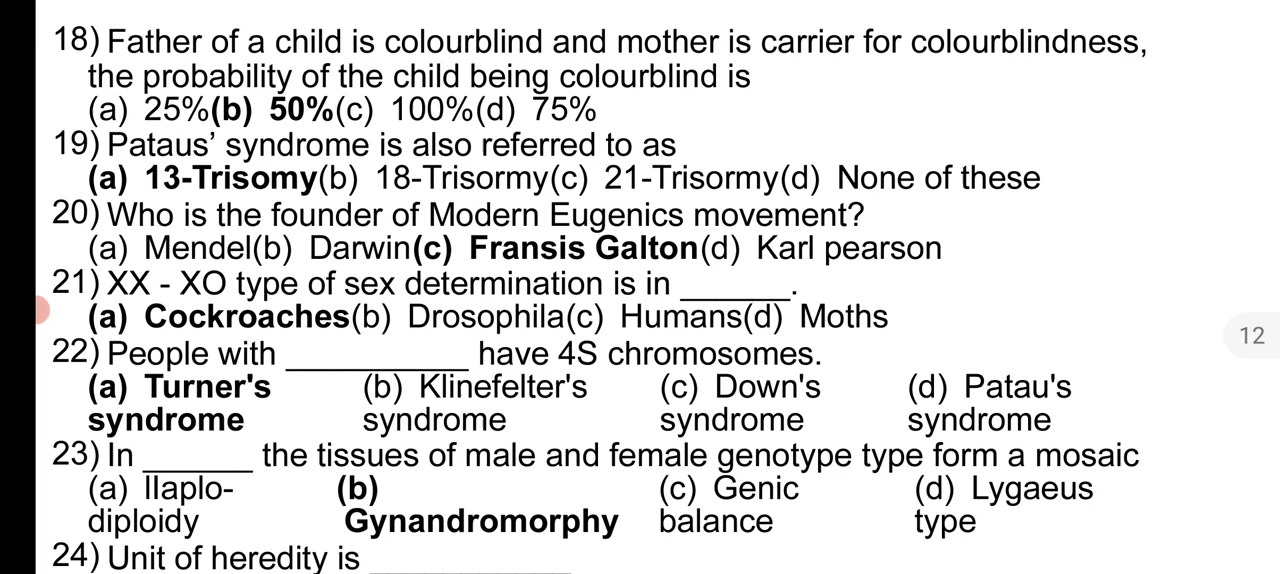 18) Father of a child is colourblind and mother is carrier for colourblindness,
the probability of the child being colourblind is
(a) 25%(b) 50%(c) 100%(d) 75%
19) Pataus’ syndrome is also referred to as
(a) 13-Trisomy(b) 18-Trisormy(c) 21-Trisormy(d) None of these
20) Who is the founder of Modern Eugenics movement?
(a) Mendel(b) Darwin(c) Fransis Galton(d) Karl pearson
21) XX - XO type of sex determination is in ______.
(a) Cockroaches(b) Drosophila(c) Humans(d) Moths
12
22) People with __________ have 4S chromosomes.
(a) Turner's (b) Klinefelter's (c) Down's (d) Patau's
syndrome syndrome syndrome syndrome
23) In ______ the tissues of male and female genotype type form a mosaic
(a) llaplo- (b) (c) Genic (d) Lygaeus
diploidy Gynandromorphy balance type
24) Unit of heredity is ___________